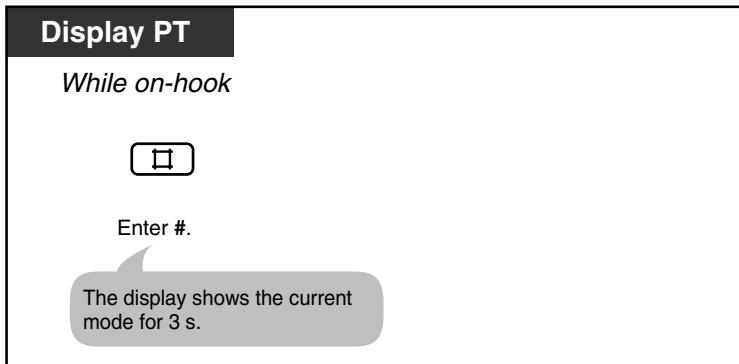 Display PT
While on-hook
#
Enter #.
The display shows the current
mode for 3 s.